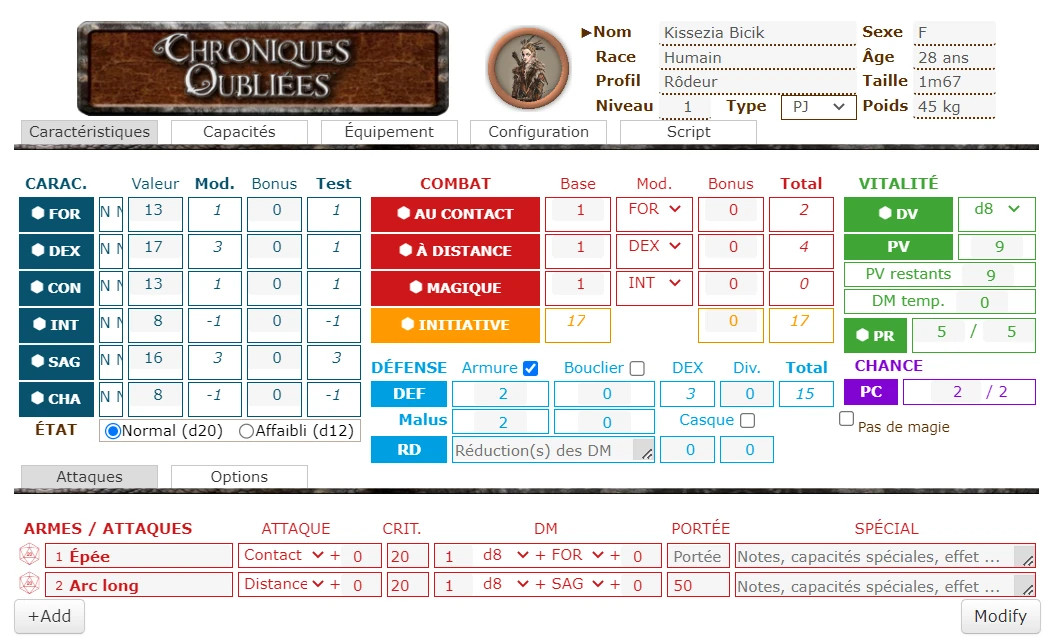 CHRONIQUES
OUBLIÉES
▶Nom Kissezia Bicik Sexe F
Race Humain Âge 28 ans
Profil Rôdeur Taille 1m67
Niveau 1 Type PJ Poids 45 kg
Caractéristiques Capacités Équipement Configuration Script
CARAC. Valeur Mod. Bonus Test COMBAT Base Mod. Bonus Total VITALITÉ
FOR N N 13 1 0 1 AU CONTACT 1 FOR 0 2 DV d8
DEX N N 17 3 0 1 À DISTANCE 1 DEX 0 4 PV 9
CON N N 13 1 0 1 MAGIQUE 1 INT 0 0 PV restants 9
DM temp. 0
INT N N 8 -1 0 -1 INITIATIVE 17 0 17 PR 5 / 5
SAG N N 16 3 0 3 DÉFENSE Armure Bouclier DEX Div. Total CHANCE
CHA N N 8 -1 0 -1 DEF 2 0 3 0 15 PC 2 / 2
ÉTAT Normal (d20) Affaibli (d12) Malus 2 0 Casque Pas de magie
RD Réduction(s) des DM 0 0
Attaques Options
ARMES / ATTAQUES ATTAQUE CRIT. DM PORTÉE SPÉCIAL
1 Épée Contact + 0 20 1 d8 + FOR + 0 Portée Notes, capacités spéciales, effet ...
2 Arc long Distance + 0 20 1 d8 + SAG + 0 50 Notes, capacités spéciales, effet ...
+Add Modify